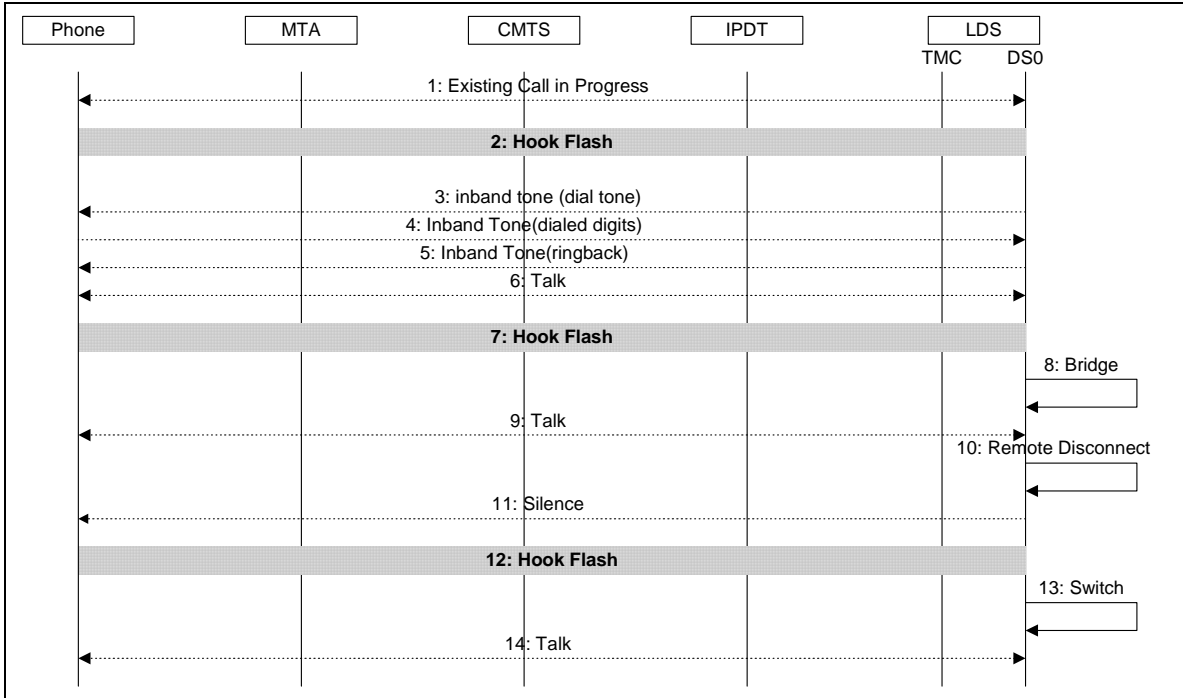 Phone
MTA
CMTS
IPDT
LDS
TMC
DS0
1: Existing Call in Progress
2: Hook Flash
3: inband tone (dial tone)
4: Inband Tone(dialed digits)
5: Inband Tone(ringback)
6: Talk
7: Hook Flash
8: Bridge
9: Talk
10: Remote Disconnect
11: Silence
12: Hook Flash
13: Switch
14: Talk